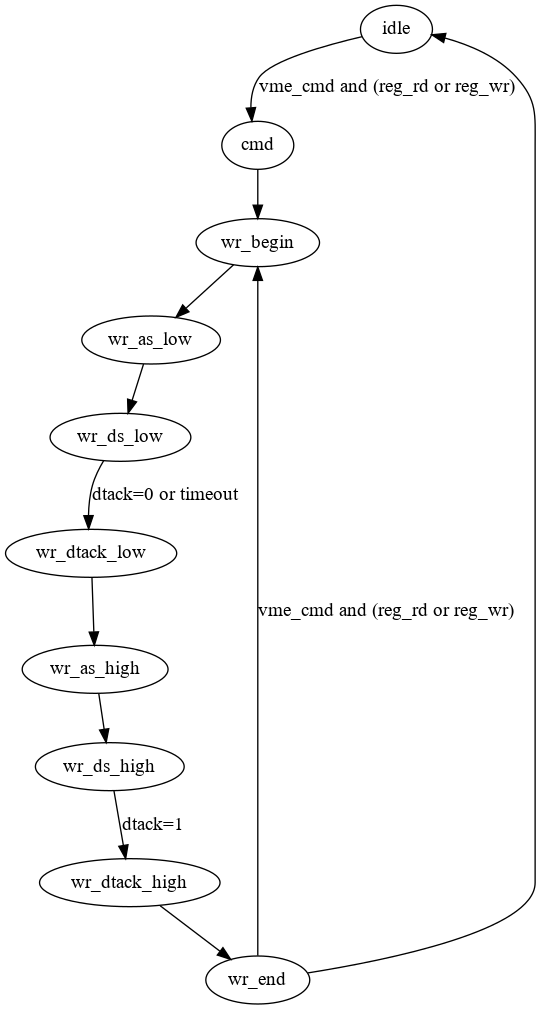 idle
vme_cmd and (reg_rd or reg_wr)
cmd
wr_begin
wr_as_low
wr_ds_low
dtack=0 or timeout
wr_dtack_low
vme_cmd and (reg_rd or reg_wr)
wr_as_high
wr_ds_high
dtack=1
wr_dtack_high
wr_end